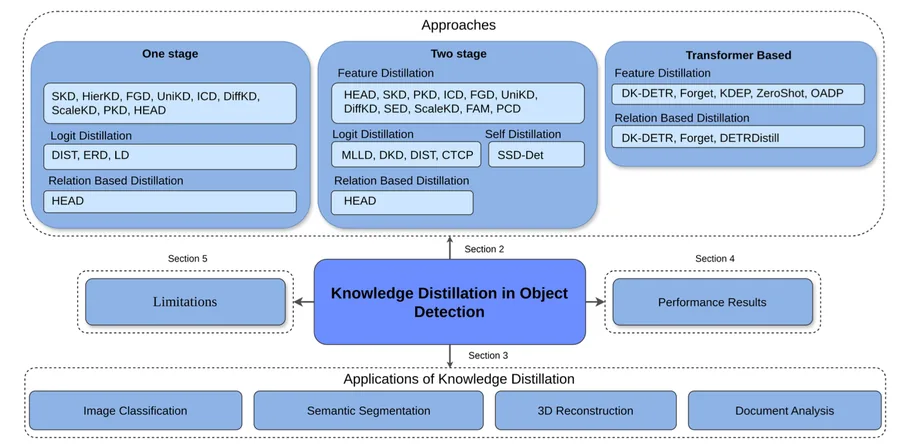 Approaches
One stage
SKD, HierKD, FGD, UniKD, ICD, DiffKD,
ScaleKD, PKD, HEAD
Logit Distillation
DIST, ERD, LD
Relation Based Distillation
HEAD
Two stage
Feature Distillation
HEAD, SKD, PKD, ICD, FGD, UniKD,
DiffKD, SED, ScaleKD, FAM, PCD
Logit Distillation
MLLD, DKD, DIST, CTCP
Self Distillation
SSD-Det
Relation Based Distillation
HEAD
Transformer Based
Feature Distillation
DK-DETR, Forget, KDEP, ZeroShot, OADP
Relation Based Distillation
DK-DETR, Forget, DETRDistill
Section 2
Section 5
Limitations
Knowledge Distillation in Object
Detection
Section 4
Performance Results
Section 3
Applications of Knowledge Distillation
Image Classification
Semantic Segmentation
3D Reconstruction
Document Analysis